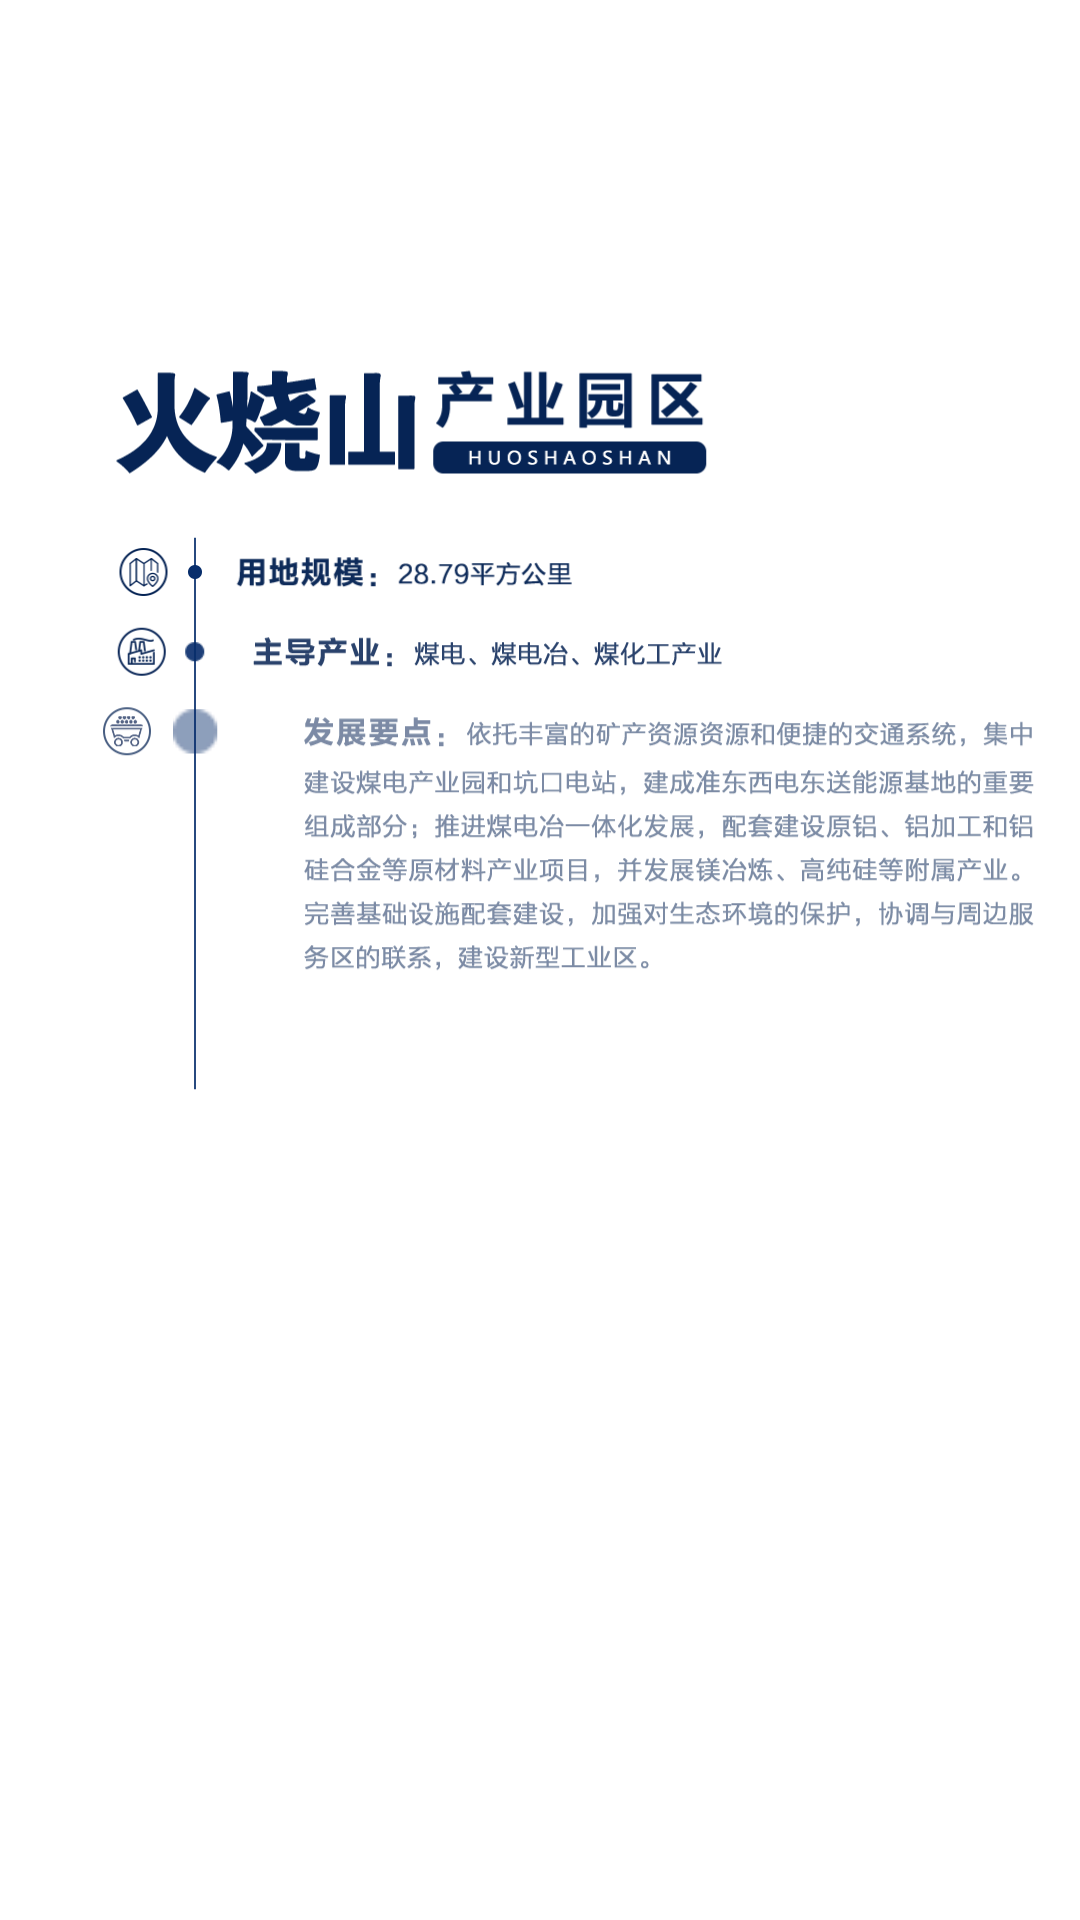 火烧山产业园区
HUOSHAOSHAN
用地规模：28.79平方公里
主导产业：煤电、煤电冶、煤化工产业
发展要点：依托丰富的矿产资源资源和便捷的交通系统，集中
建设煤电产业园和坑口电站，建成准东西电东送能源基地的重要
组成部分；推进煤电冶一体化发展，配套建设原铝、铝加工和铝
硅合金等原材料产业项目，并发展镁冶炼、高纯硅等附属产业。
完善基础设施配套建设，加强对生态环境的保护，协调与周边服
务区的联系，建设新型工业区。